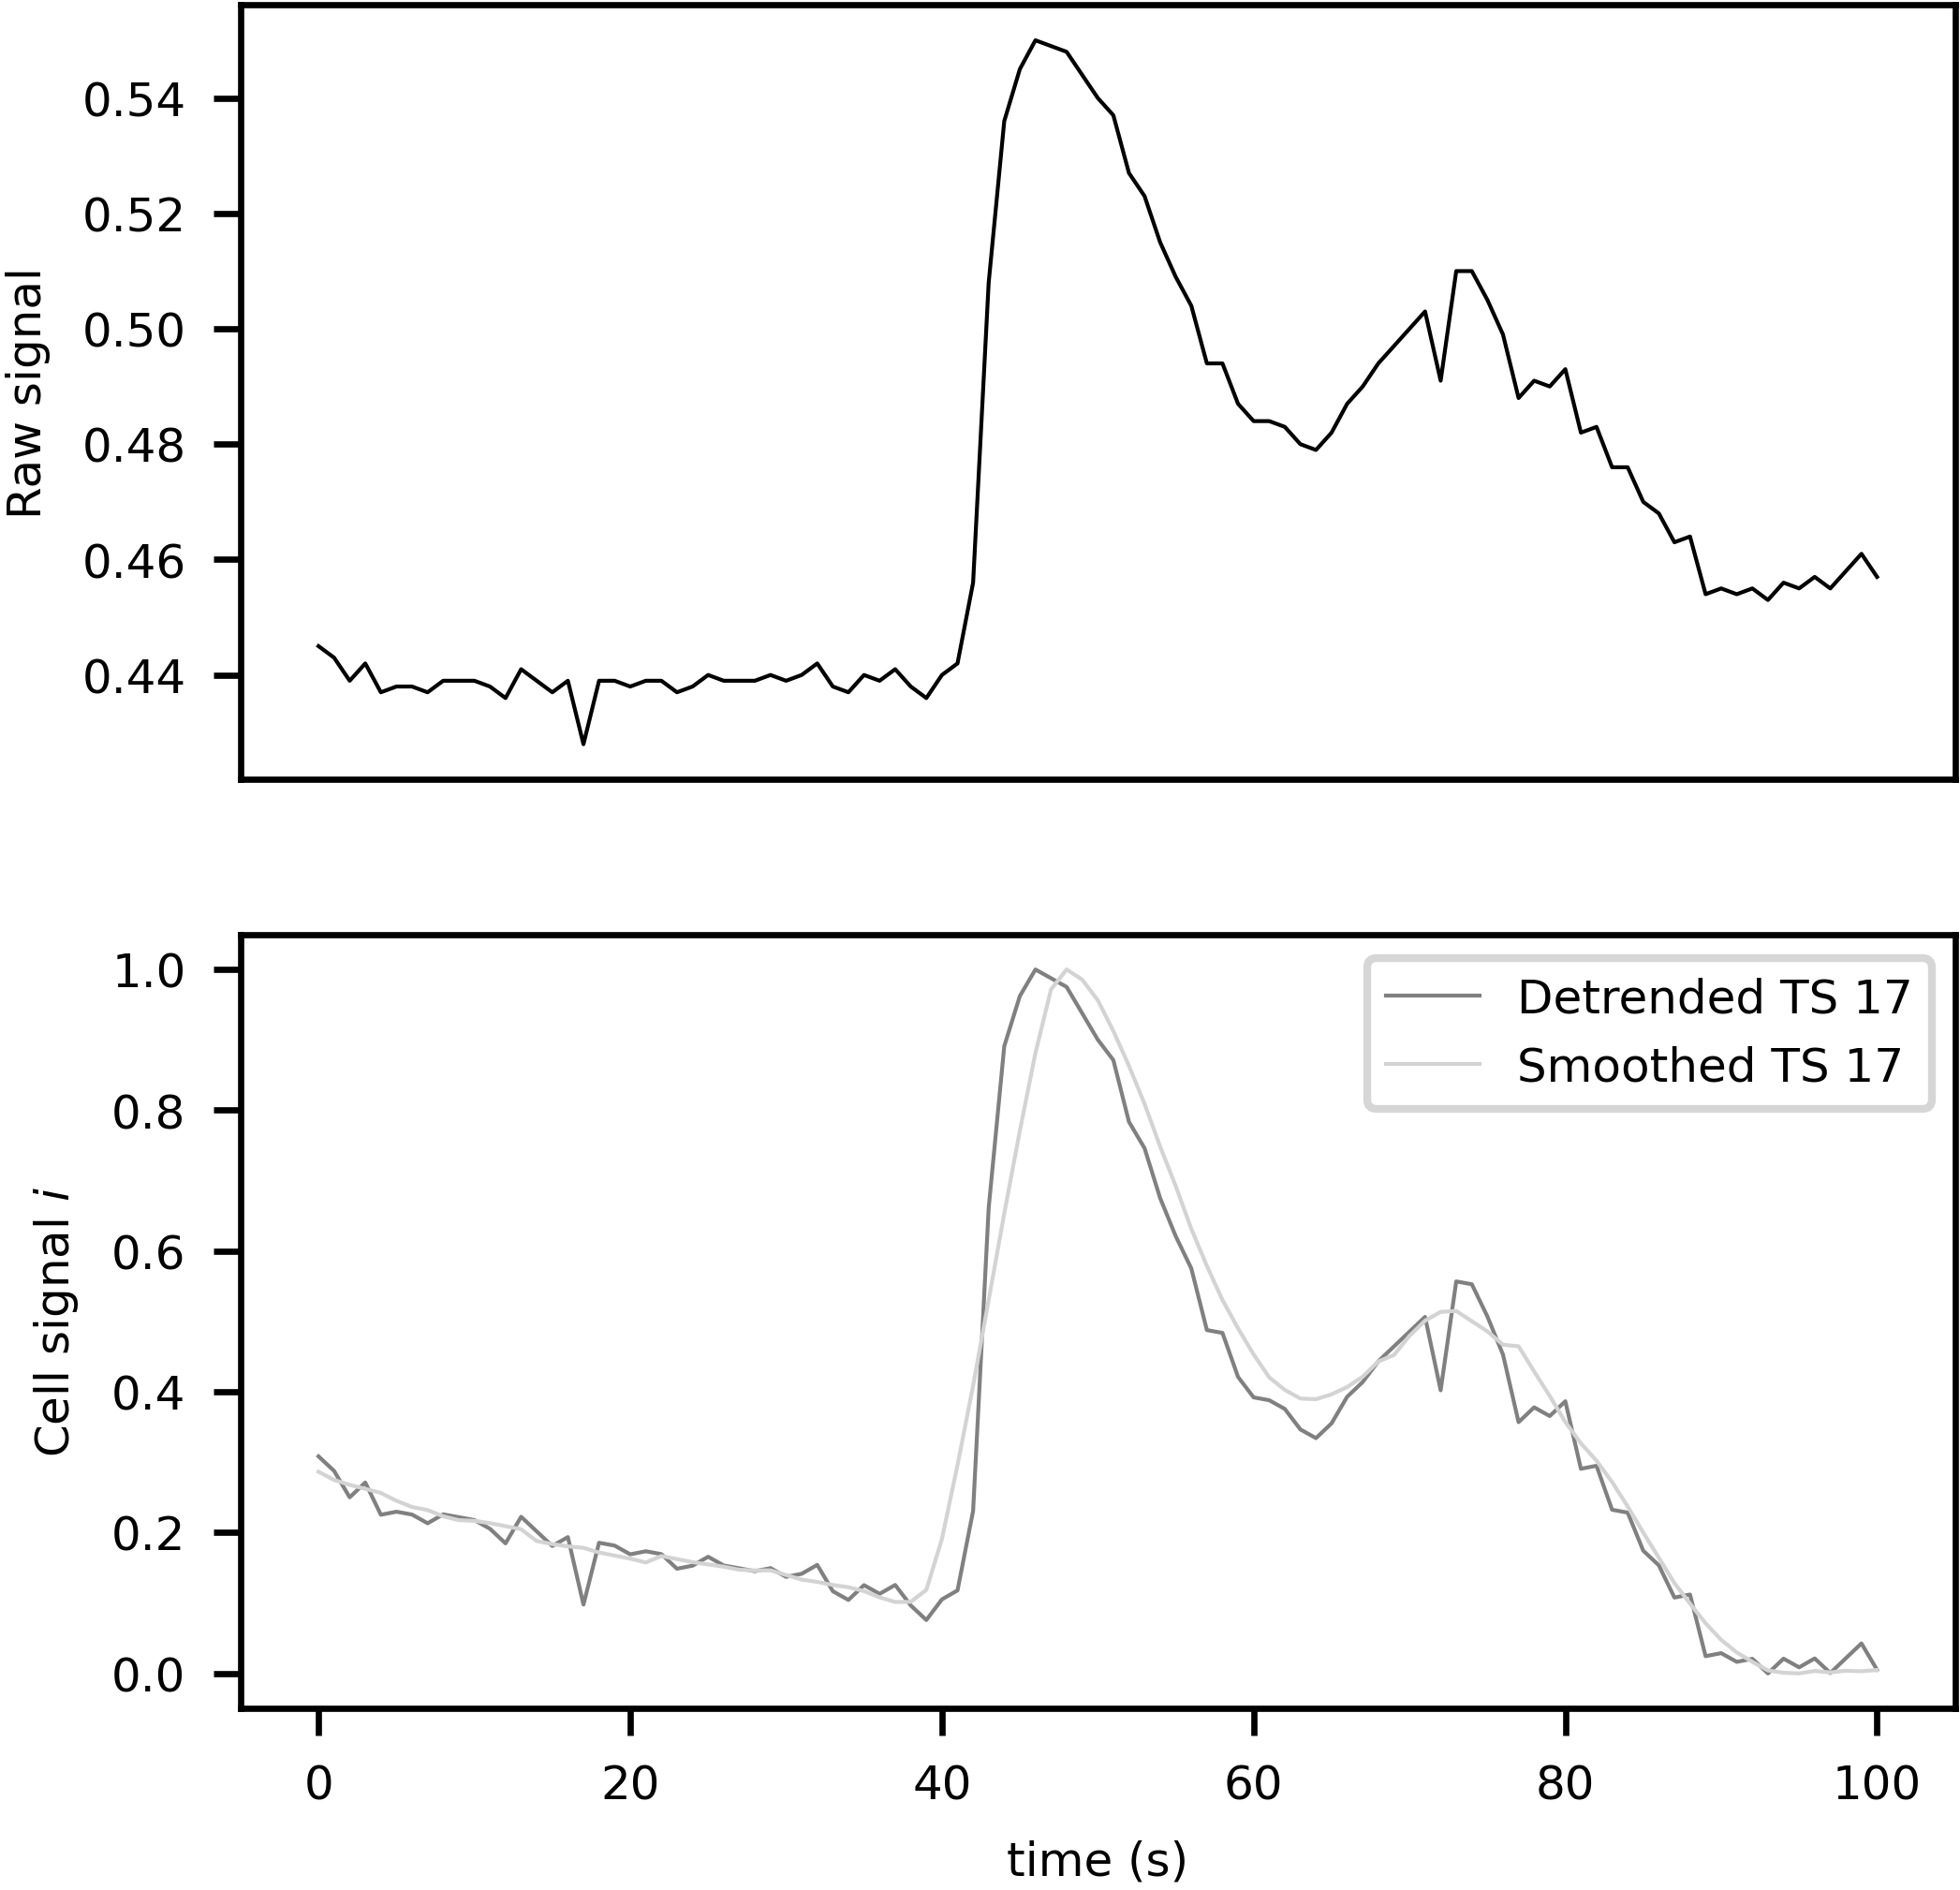 Raw signal
0.54
0.52
0.50
0.48
0.46
0.44
Cell signal i
1.0
0.8
0.6
0.4
0.2
0.0
Detrended TS 17
Smoothed TS 17
0 20 40 60 80 100
time (s)